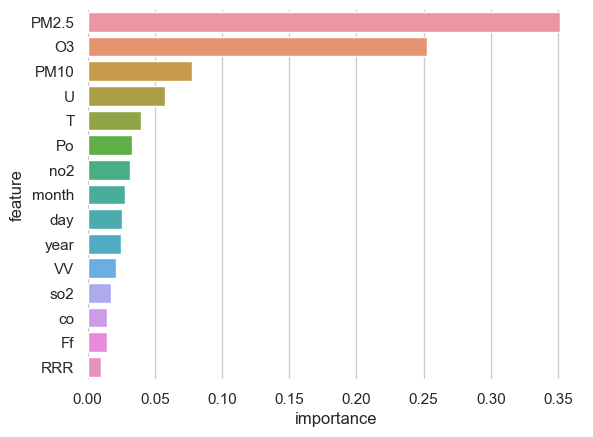 PM2.5
O3
PM10
U
T
Po
no2
month
day
year
VV
so2
co
Ff
RRR
feature
0.00 0.05 0.10 0.15 0.20 0.25 0.30 0.35
importance